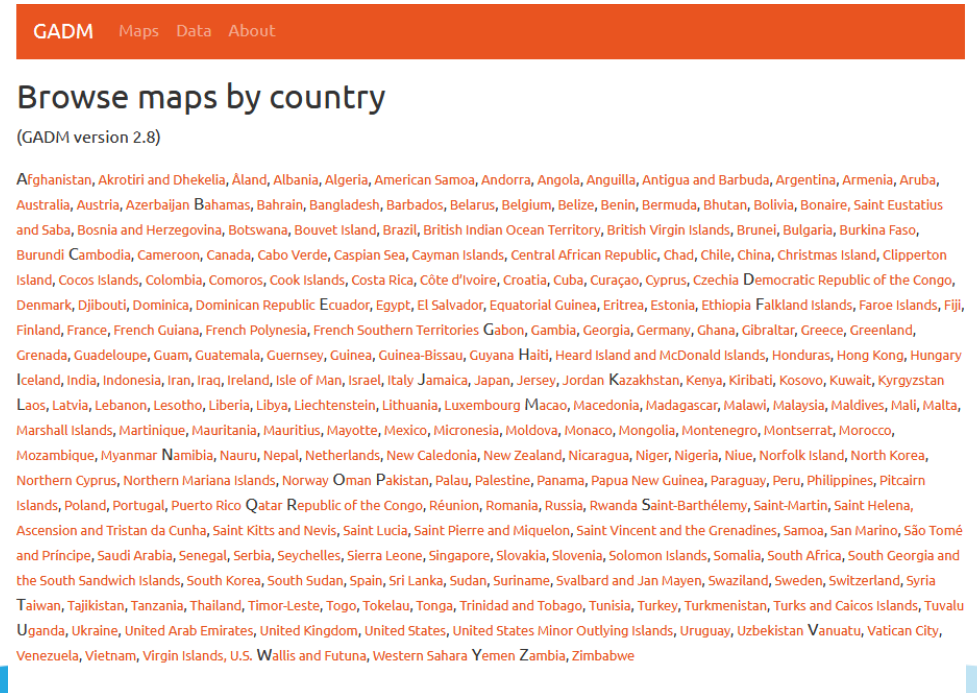 GADM Maps Data About
Browse maps by country
(GADM version 2.8)
Afghanistan, Akrotiri and Dhekelia, Åland, Albania, Algeria, American Samoa, Andorra, Angola, Anguilla, Antigua and Barbuda, Argentina, Armenia, Aruba,
Australia, Austria, Azerbaijan Bahamas, Bahrain, Bangladesh, Barbados, Belarus, Belgium, Belize, Benin, Bermuda, Bhutan, Bolivia, Bonaire, Saint Eustatius
and Saba, Bosnia and Herzegovina, Botswana, Bouvet Island, Brazil, British Indian Ocean Territory, British Virgin Islands, Brunei, Bulgaria, Burkina Faso,
Burundi Cambodia, Cameroon, Canada, Cabo Verde, Caspian Sea, Cayman Islands, Central African Republic, Chad, Chile, China, Christmas Island, Clipperton
Island, Cocos Islands, Colombia, Comoros, Cook Islands, Costa Rica, Côte d'Ivoire, Croatia, Cuba, Curaçao, Cyprus, Czechia Democratic Republic of the Congo,
Denmark, Djibouti, Dominica, Dominican Republic Ecuador, Egypt, El Salvador, Equatorial Guinea, Eritrea, Estonia, Ethiopia Falkland Islands, Faroe Islands, Fiji,
Finland, France, French Guiana, French Polynesia, French Southern Territories Gabon, Gambia, Georgia, Germany, Ghana, Gibraltar, Greece, Greenland,
Grenada, Guadeloupe, Guam, Guatemala, Guernsey, Guinea, Guinea-Bissau, Guyana Haiti, Heard Island and McDonald Islands, Honduras, Hong Kong, Hungary
Iceland, India, Indonesia, Iran, Iraq, Ireland, Isle of Man, Israel, Italy Jamaica, Japan, Jersey, Jordan Kazakhstan, Kenya, Kiribati, Kosovo, Kuwait, Kyrgyzstan
Laos, Latvia, Lebanon, Lesotho, Liberia, Libya, Liechtenstein, Lithuania, Luxembourg Macao, Macedonia, Madagascar, Malawi, Malaysia, Maldives, Mali, Malta,
Marshall Islands, Martinique, Mauritania, Mauritius, Mayotte, Mexico, Micronesia, Moldova, Monaco, Mongolia, Montenegro, Montserrat, Morocco,
Mozambique, Myanmar Namibia, Nauru, Nepal, Netherlands, New Caledonia, New Zealand, Nicaragua, Niger, Nigeria, Niue, Norfolk Island, North Korea,
Northern Cyprus, Northern Mariana Islands, Norway Oman Pakistan, Palau, Palestine, Panama, Papua New Guinea, Paraguay, Peru, Philippines, Pitcairn
Islands, Poland, Portugal, Puerto Rico Qatar Republic of the Congo, Réunion, Romania, Russia, Rwanda Saint-Barthélemy, Saint-Martin, Saint Helena,
Ascension and Tristan da Cunha, Saint Kitts and Nevis, Saint Lucia, Saint Pierre and Miquelon, Saint Vincent and the Grenadines, Samoa, San Marino, São Tomé
and Príncipe, Saudi Arabia, Senegal, Serbia, Seychelles, Sierra Leone, Singapore, Slovakia, Slovenia, Solomon Islands, Somalia, South Africa, South Georgia and
the South Sandwich Islands, South Korea, South Sudan, Spain, Sri Lanka, Sudan, Suriname, Svalbard and Jan Mayen, Swaziland, Sweden, Switzerland, Syria
Taiwan, Tajikistan, Tanzania, Thailand, Timor-Leste, Togo, Tokelau, Tonga, Trinidad and Tobago, Tunisia, Turkey, Turkmenistan, Turks and Caicos Islands, Tuvalu
Uganda, Ukraine, United Arab Emirates, United Kingdom, United States, United States Minor Outlying Islands, Uruguay, Uzbekistan Vanuatu, Vatican City,
Venezuela, Vietnam, Virgin Islands, U.S. Wallis and Futuna, Western Sahara Yemen Zambia, Zimbabwe